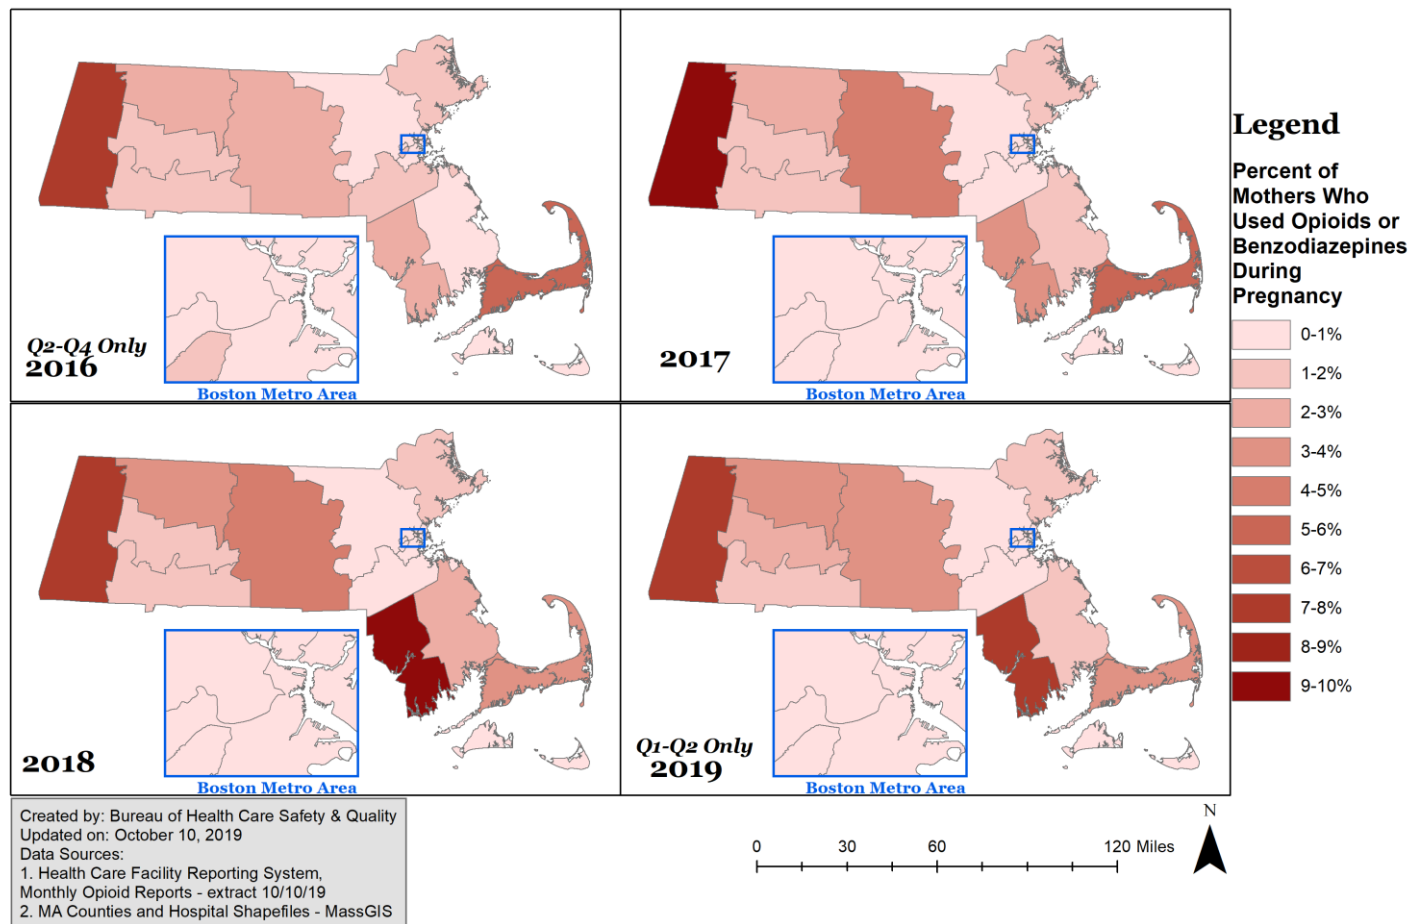 Q2-Q4 Only
2016
Boston Metro Area
2017
Boston Metro Area
2018
Boston Metro Area
Q1-Q2 Only
2019
Boston Metro Area
Legend
Percent of
Mothers Who
Used Opioids or
Benzodiazepines
During
Pregnancy
0-1%
1-2%
2-3%
3-4%
4-5%
5-6%
6-7%
7-8%
8-9%
9-10%
Created by: Bureau of Health Care Safety & Quality
Updated on: October 10, 2019
Data Sources:
1. Health Care Facility Reporting System,
Monthly Opioid Reports - extract 10/10/19
2. MA Counties and Hospital Shapefiles - MassGIS
0 30 60 120 Miles
N